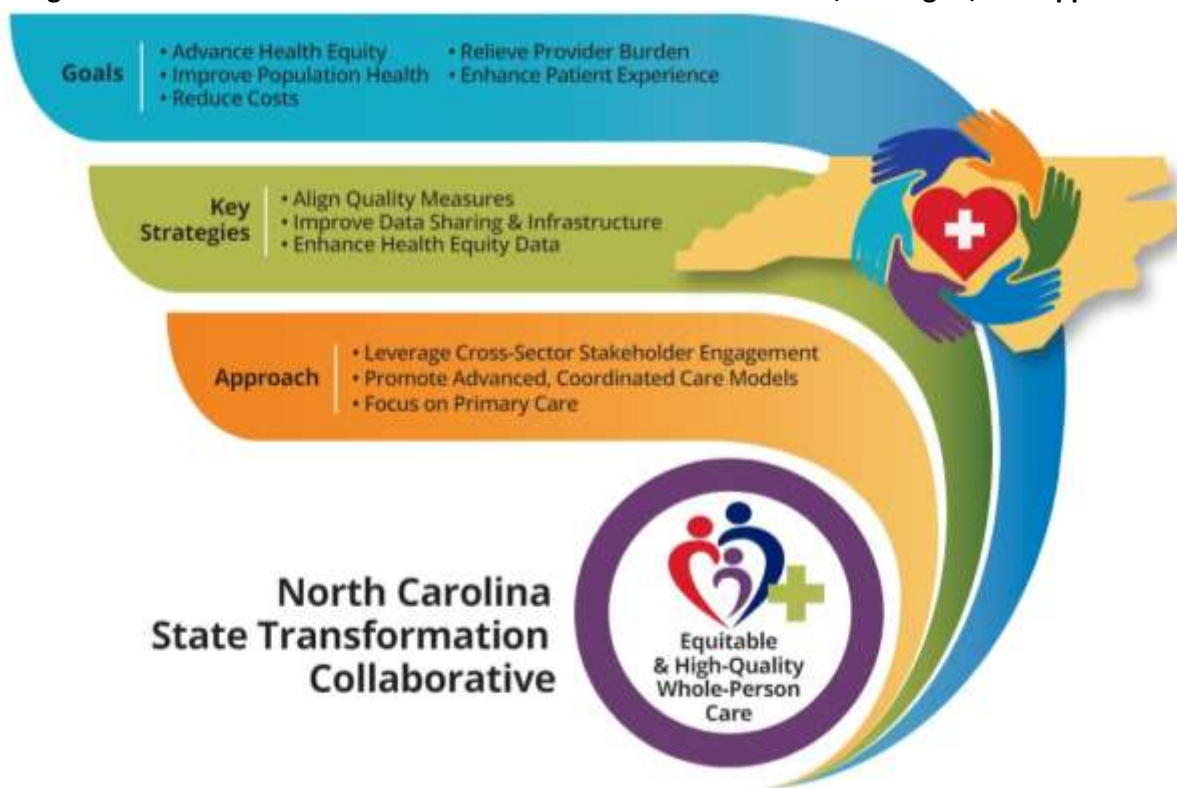 Goals
• Advance Health Equity
• Improve Population Health
• Reduce Costs
• Relieve Provider Burden
• Enhance Patient Experience
Key
Strategies
• Align Quality Measures
• Improve Data Sharing & Infrastructure
• Enhance Health Equity Data
Approach
• Leverage Cross-Sector Stakeholder Engagement
• Promote Advanced, Coordinated Care Models
• Focus on Primary Care
North Carolina
State Transformation
Collaborative
Equitable
& High-Quality
Whole-Person
Care